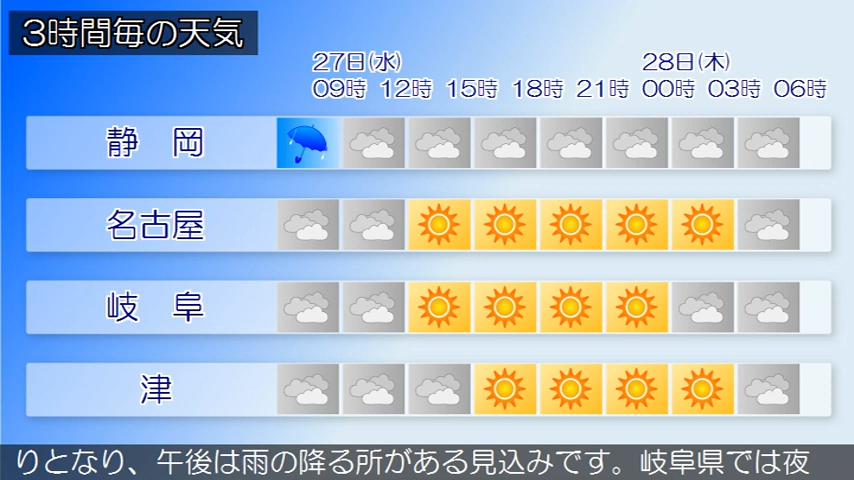 3時間毎の天気
27日(水) 28日(木)
09時 12時 15時 18時 21時 00時 03時 06時
静 岡
名古屋
岐 阜
津
りとなり、午後は雨の降る所がある見込みです。岐阜県では夜